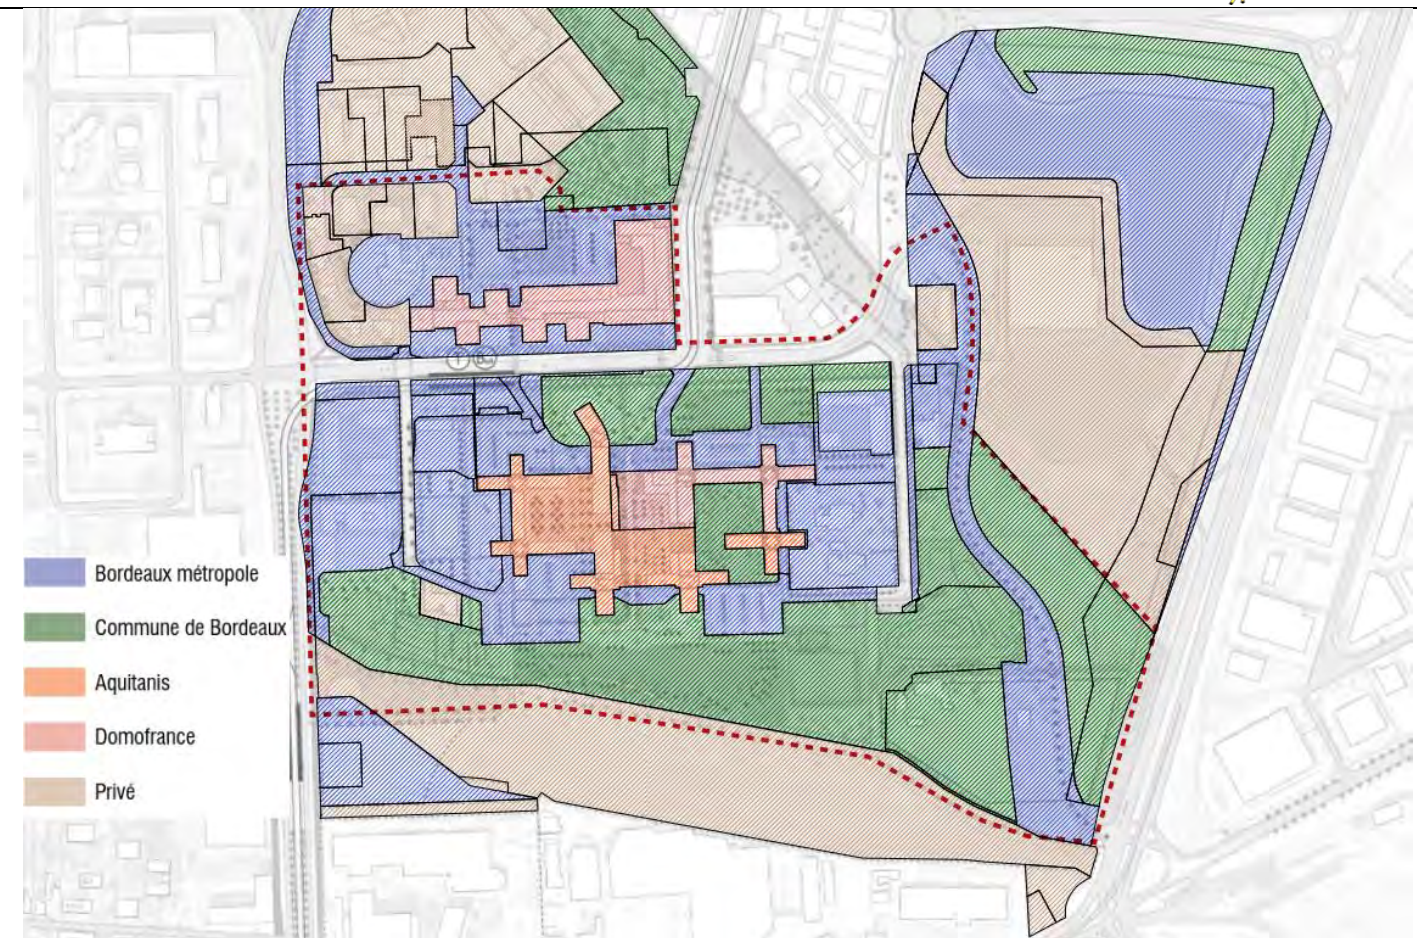 Bordeaux métropole
Commune de Bordeaux
Aquitanis
Domofrance
Privé